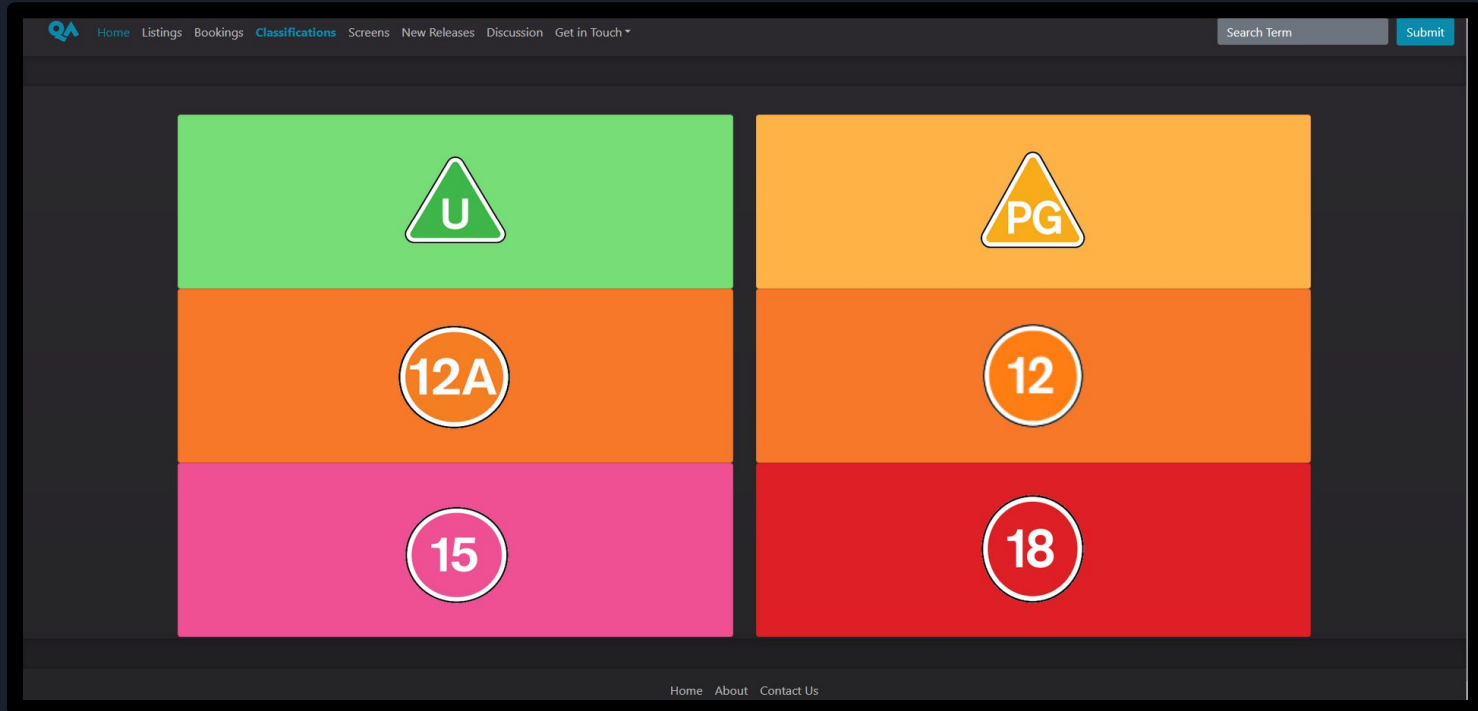 QA Home Listings Bookings Classifications Screens New Releases Discussion Get in Touch Search Term Submit
U PG
12A 12
15 18
Home About Contact Us